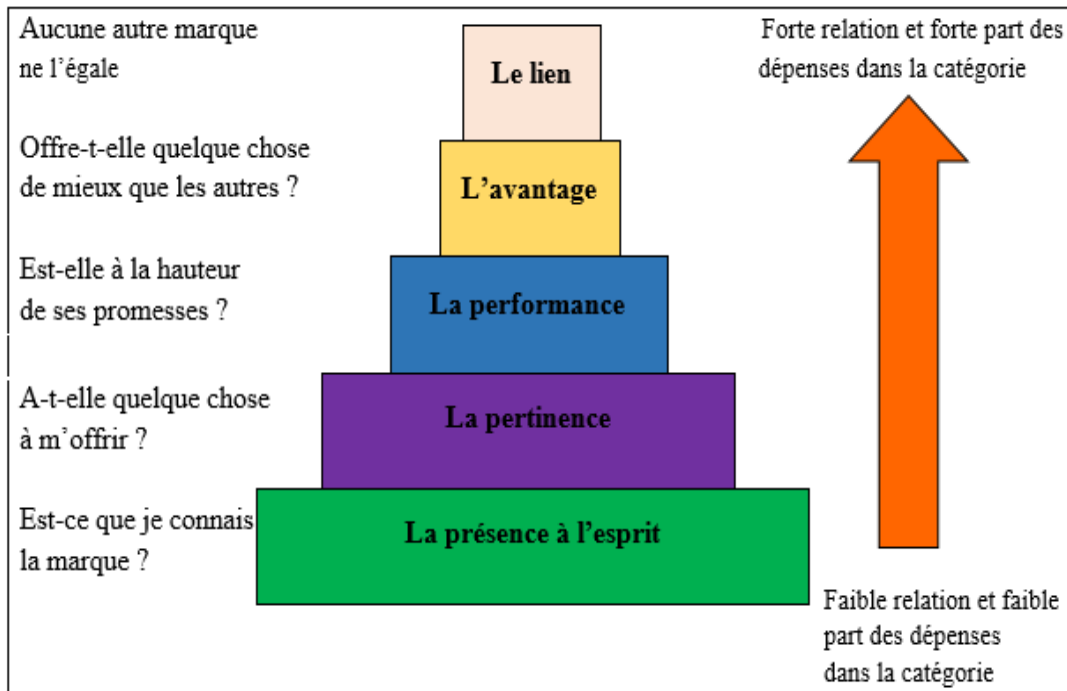 Aucune autre marque
ne l'égale
Le lien
Forte relation et forte part des
dépenses dans la catégorie
Offre-t-elle quelque chose
de mieux que les autres ?
L'avantage
Est-elle à la hauteur
de ses promesses ?
La performance
A-t-elle quelque chose
à m'offrir ?
La pertinence
Est-ce que je connais
la marque ?
La présence à l'esprit
Faible relation et faible
part des dépenses
dans la catégorie